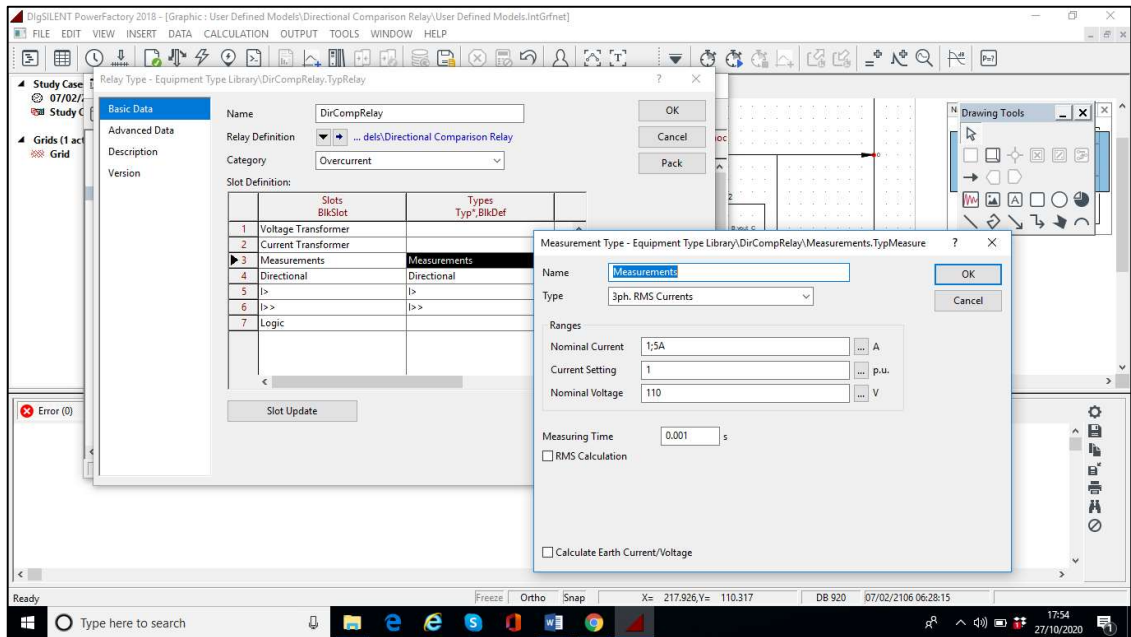 DIgSILENT PowerFactory 2018 - [Graphic : User Defined Models\Directional Comparison Relay\User Defined Models.IntGrfnet]
FILE EDIT VIEW INSERT DATA CALCULATION OUTPUT TOOLS WINDOW HELP
Study Case
07/02/
Study C
Grids (1 act
Grid
Relay Type - Equipment Type Library\DirCompRelay.TypRelay ? ×
Basic Data
Advanced Data
Description
Version
Name DirCompRelay
Relay Definition ... dels\Directional Comparison Relay
Category Overcurrent
Slot Definition:
Slots Types
BlkSlot Typ*,BlkDef
1 Voltage Transformer
2 Current Transformer
3 Measurements Measurements
4 Directional Directional
5 I> I>
6 I>> I>>
7 Logic
Slot Update
OK
Cancel
Pack
Drawing Tools
Measurement Type - Equipment Type Library\DirCompRelay\Measurements.TypMeasure ? ×
Name Measurements
Type 3ph. RMS Currents
Ranges
Nominal Current 1;5A ... A
Current Setting 1 ... p.u.
Nominal Voltage 110 ... V
Measuring Time 0.001 s
RMS Calculation
Calculate Earth Current/Voltage
OK
Cancel
Error (0)
Ready Freeze Ortho Snap X= 217.926,Y= 110.317 DB 920 07/02/2106 06:28:15
Type here to search
17:54
27/10/2020